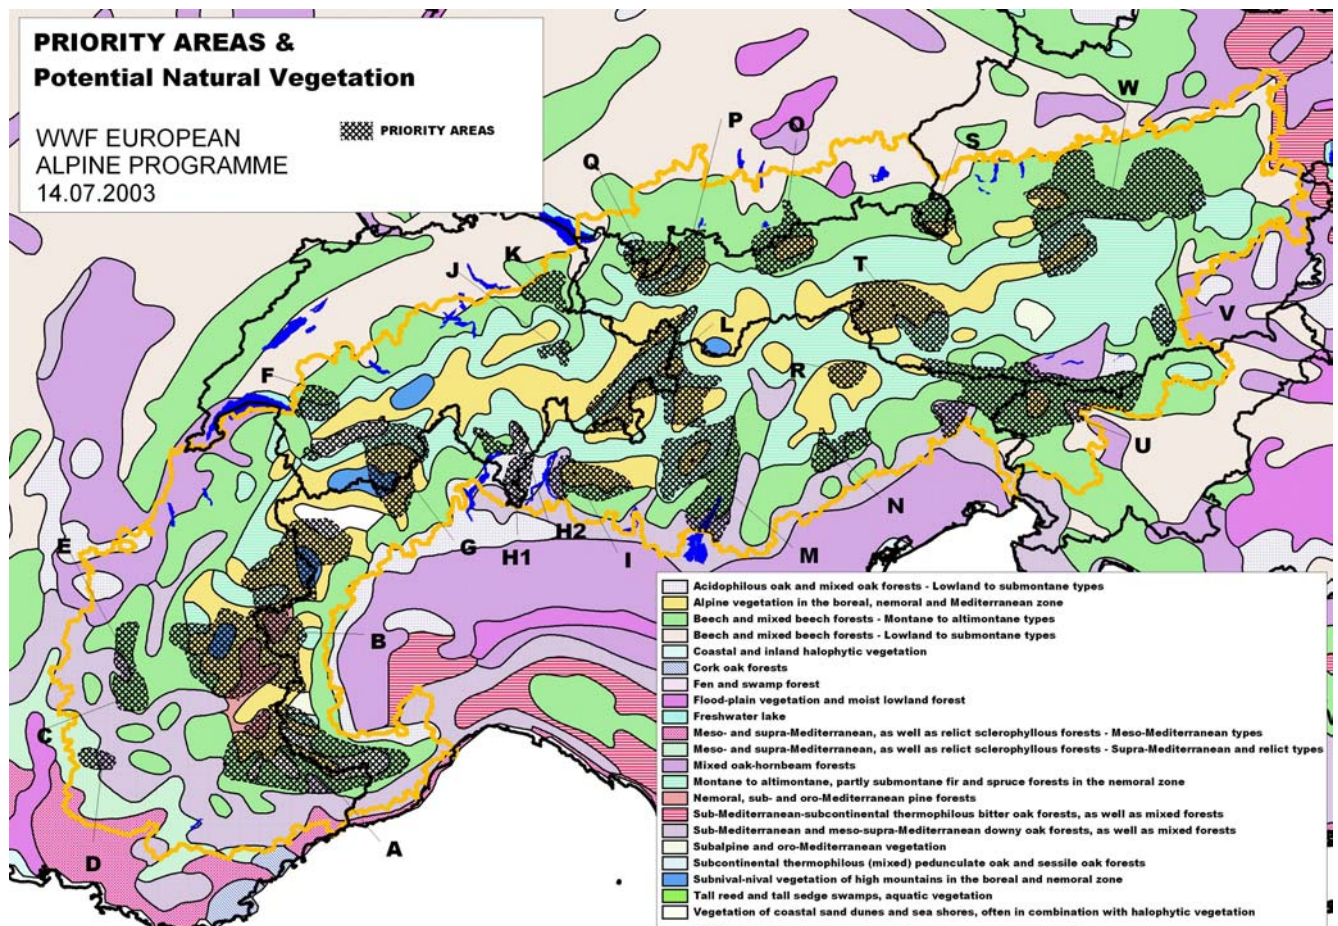 PRIORITY AREAS &
Potential Natural Vegetation
WWF EUROPEAN
ALPINE PROGRAMME
14.07.2003
PRIORITY AREAS
W
P
O
S
Q
K
J
T
L
V
R
F
U
N
E
G
H2
H1
I
M
B
C
D
A
Acidophilous oak and mixed oak forests - Lowland to submontane types
Alpine vegetation in the boreal, nemoral and Mediterranean zone
Beech and mixed beech forests - Montane to altimontane types
Beech and mixed beech forests - Lowland to submontane types
Coastal and inland halophytic vegetation
Cork oak forests
Fen and swamp forest
Flood-plain vegetation and moist lowland forest
Freshwater lake
Meso- and supra-Mediterranean, as well as relict sclerophyllous forests - Meso-Mediterranean types
Meso- and supra-Mediterranean, as well as relict sclerophyllous forests - Supra-Mediterranean and relict types
Mixed oak-hornbeam forests
Montane to altimontane, partly submontane fir and spruce forests in the nemoral zone
Nemoral, sub- and oro-Mediterranean pine forests
Sub-Mediterranean-subcontinental thermophilous bitter oak forests, as well as mixed forests
Sub-Mediterranean and meso-supra-Mediterranean downy oak forests, as well as mixed forests
Subalpine and oro-Mediterranean vegetation
Subcontinental thermophilous (mixed) pedunculate oak and sessile oak forests
Subnival-nival vegetation of high mountains in the boreal and nemoral zone
Tall reed and tall sedge swamps, aquatic vegetation
Vegetation of coastal sand dunes and sea shores, often in combination with halophytic vegetation